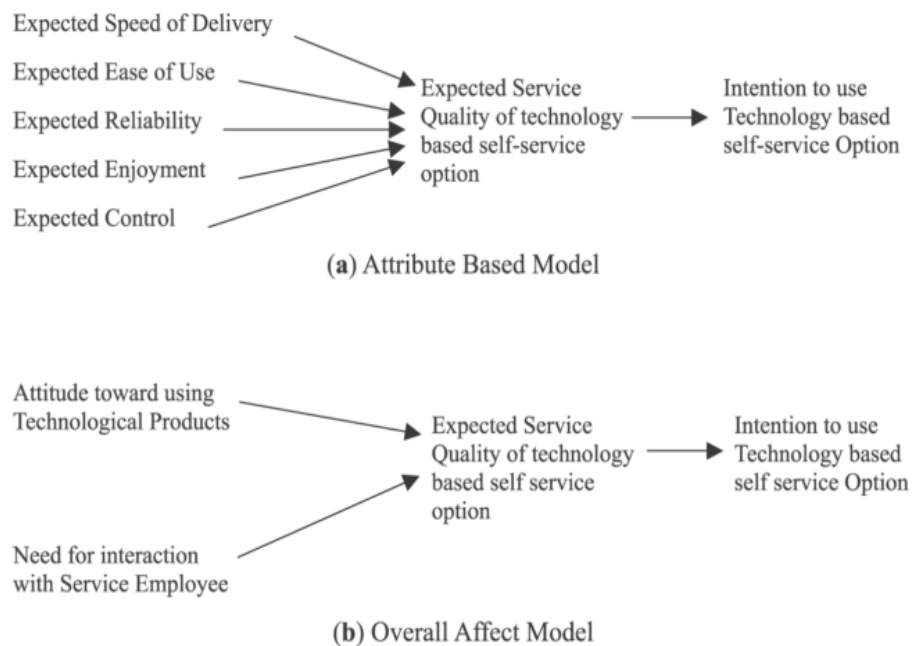 Expected Speed of Delivery
Expected Ease of Use
Expected Reliability
Expected Enjoyment
Expected Control
Expected Service
Quality of technology
based self-service
option
Intention to use
Technology based
self-service Option
(a) Attribute Based Model
Attitude toward using
Technological Products
Need for interaction
with Service Employee
Expected Service
Quality of technology
based self service
option
Intention to use
Technology based
self service Option
(b) Overall Affect Model